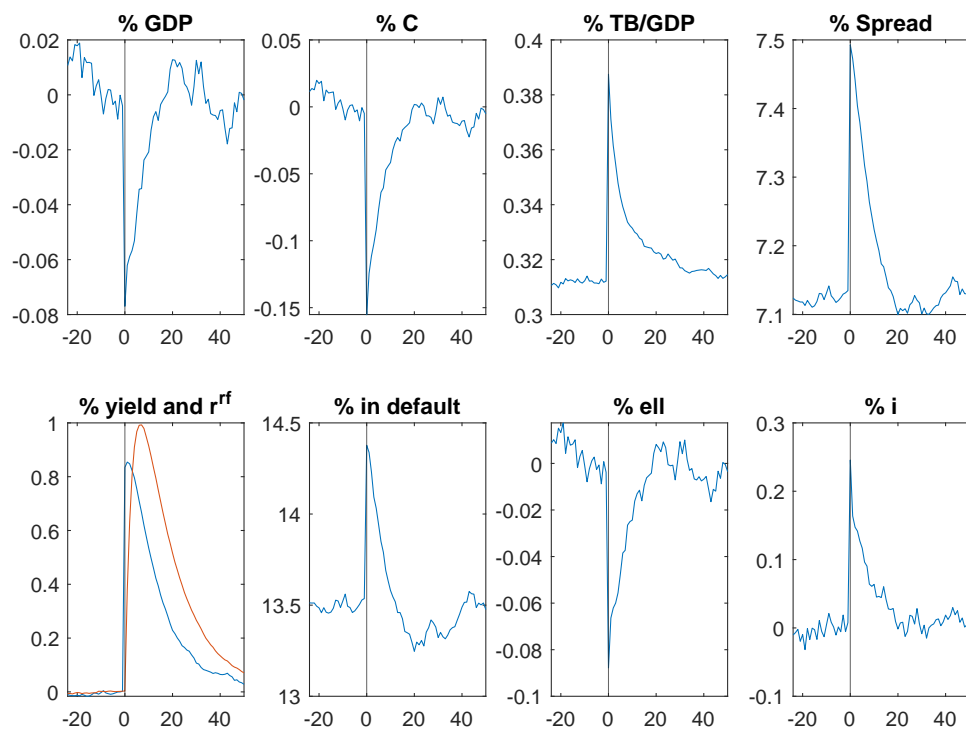 % GDP
0.02
0
-0.02
-0.04
-0.06
-0.08
-20 0 20 40
% C
0.05
0
-0.05
-0.1
-0.15
-20 0 20 40
% TB/GDP
0.4
0.38
0.36
0.34
0.32
0.3
-20 0 20 40
% Spread
7.5
7.4
7.3
7.2
7.1
-20 0 20 40
% yield and r^rf
1
0.8
0.6
0.4
0.2
0
-20 0 20 40
% in default
14.5
14
13.5
13
-20 0 20 40
% ell
0
-0.02
-0.04
-0.06
-0.08
-0.1
-20 0 20 40
% i
0.3
0.2
0.1
0
-0.1
-20 0 20 40